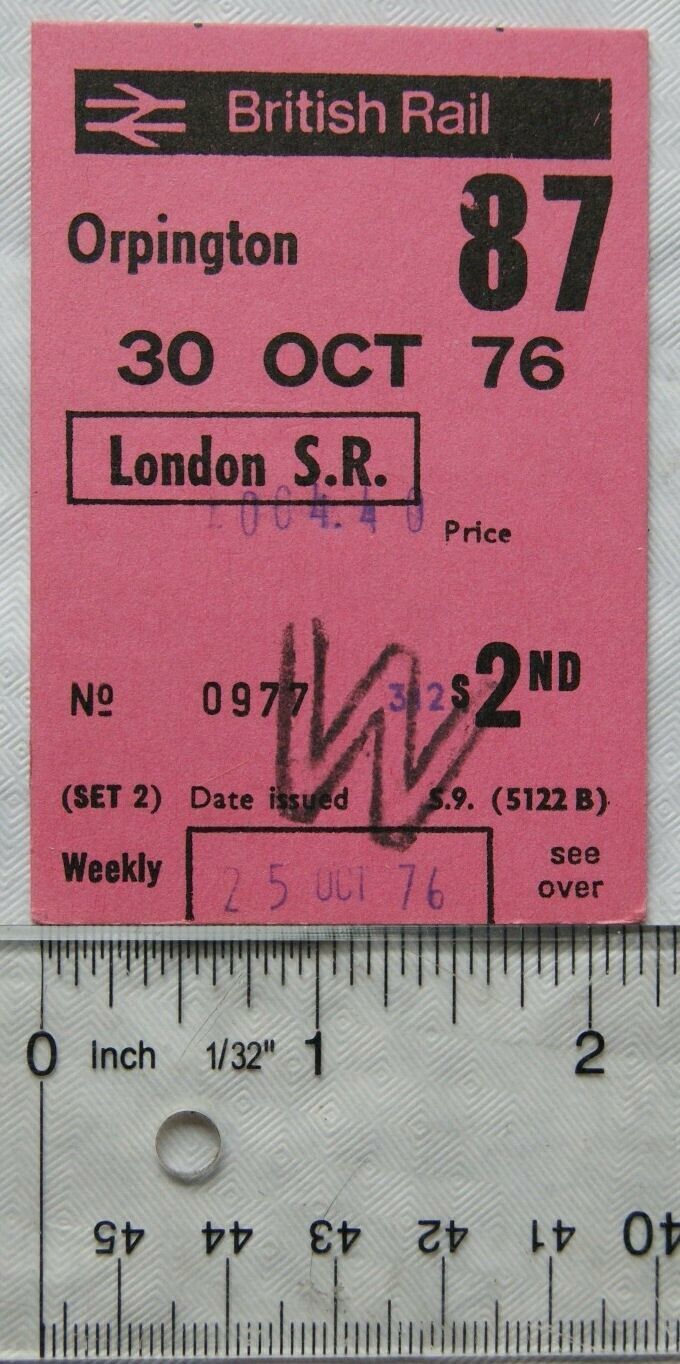 British Rail
Orpington 87
30 OCT 76
London S.R.
£004.40 Price
Nº 0977 312 S2ND
W
(SET 2) Date issued S.9. (5122 B)
Weekly 25 OCT 76 see
over
0 Inch 1/32" 1 2
45 44 43 42 41 40